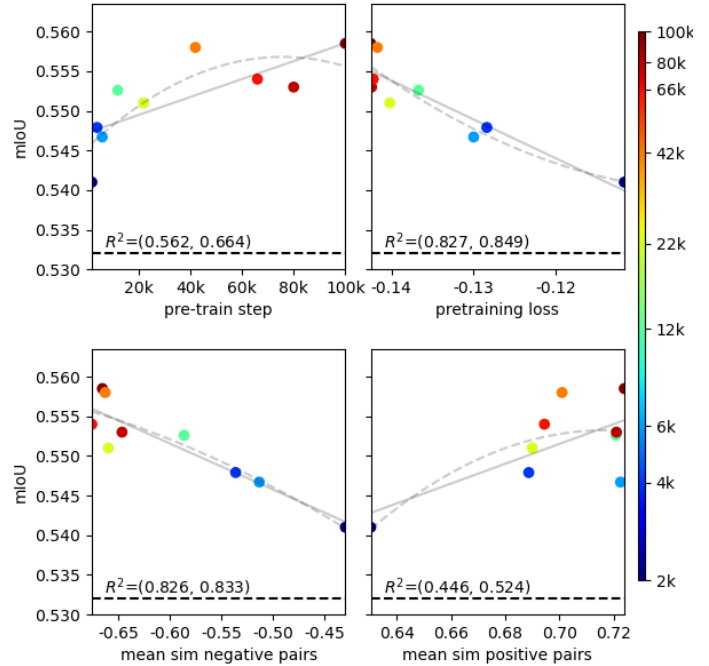 0.560
0.555
0.550
0.545
0.540
0.535
0.530
mIoU
R²=(0.562, 0.664)
20k 40k 60k 80k 100k
pre-train step
R²=(0.827, 0.849)
-0.14 -0.13 -0.12
pretraining loss
0.560
0.555
0.550
0.545
0.540
0.535
0.530
mIoU
R²=(0.826, 0.833)
-0.65 -0.60 -0.55 -0.50 -0.45
mean sim negative pairs
R²=(0.446, 0.524)
0.64 0.66 0.68 0.70 0.72
mean sim positive pairs
100k
80k
66k
42k
22k
12k
6k
4k
2k